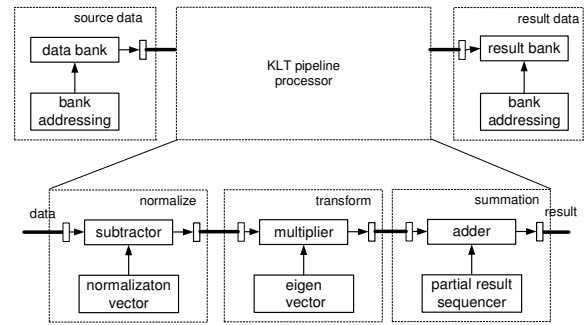 source data
result data
data bank
KLT pipeline
processor
result bank
bank
addressing
bank
addressing
normalize
transform
summation
data
result
subtractor
multiplier
adder
normalizaton
vector
eigen
vector
partial result
sequencer